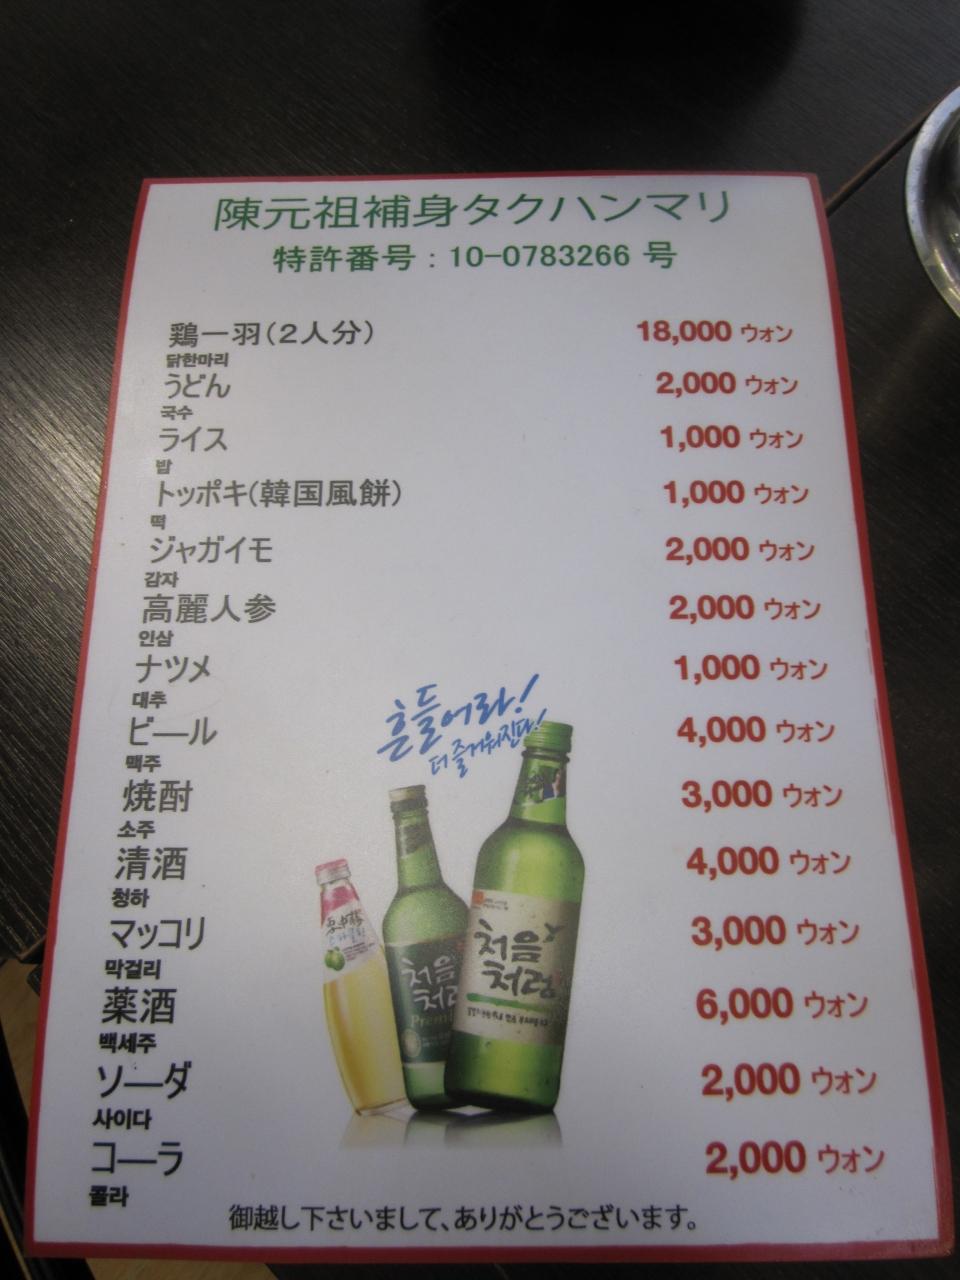 陳元祖補身タクハンマリ
特許番号 : 10-0783266 号
鶏一羽(2人分) 18,000 ウォン
닭한마리
うどん 2,000 ウォン
국수
ライス 1,000 ウォン
밥
トッポキ(韓国風餅) 1,000 ウォン
떡
ジャガイモ 2,000 ウォン
감자
高麗人参 2,000 ウォン
인삼
ナツメ 1,000 ウォン
대추
ビール 4,000 ウォン
맥주
焼酎 3,000 ウォン
소주
清酒 4,000 ウォン
청하
マッコリ 3,000 ウォン
막걸리
薬酒 6,000 ウォン
백세주
ソーダ 2,000 ウォン
사이다
コーラ 2,000 ウォン
콜라
흔들어라!
더 즐거워진다!
처음
처럼
처음
처럼
御越し下さいまして、ありがとうございます。